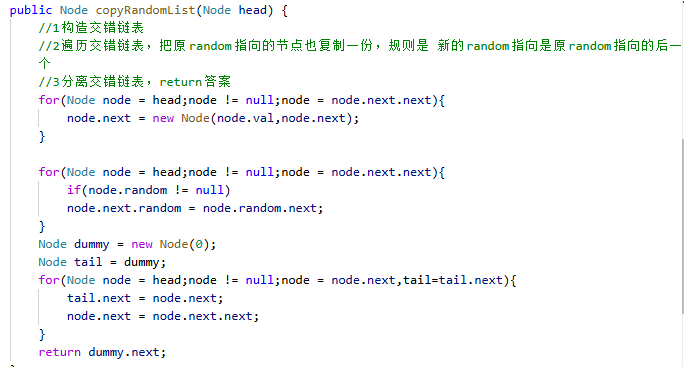 public Node copyRandomList(Node head) {
//1构造交错链表
//2遍历交错链表，把原random指向的节点也复制一份，规则是 新的random指向是原random指向的后一
个
//3分离交错链表，return答案
for(Node node = head;node != null;node = node.next.next){
node.next = new Node(node.val,node.next);
}
for(Node node = head;node != null;node = node.next.next){
if(node.random != null)
node.next.random = node.random.next;
}
Node dummy = new Node(0);
Node tail = dummy;
for(Node node = head;node != null;node = node.next,tail=tail.next){
tail.next = node.next;
node.next = node.next.next;
}
return dummy.next;